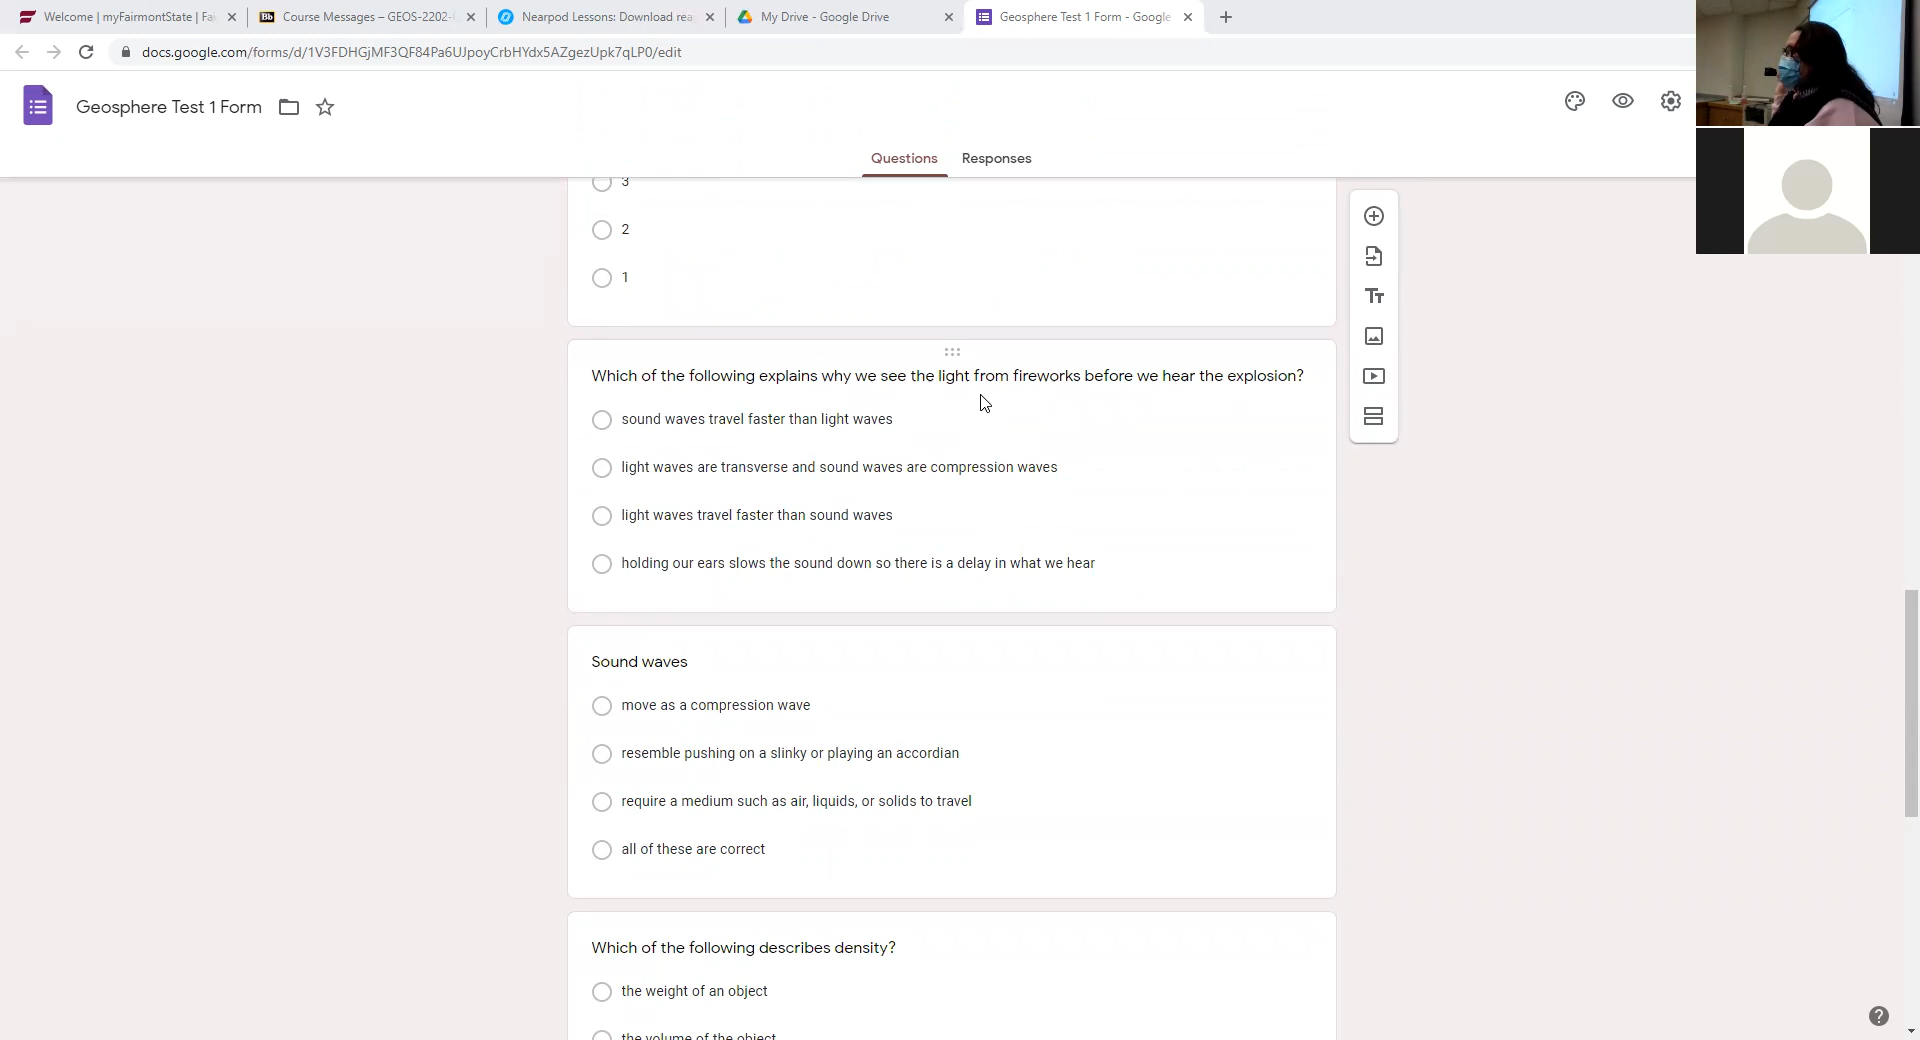 Welcome | myFairmontState | Fai
Bb Course Messages – GEOS-2202-
Nearpod Lessons: Download rea
My Drive - Google Drive
Geosphere Test 1 Form - Google
docs.google.com/forms/d/1V3FDHGjMF3QF84Pa6UJpoyCrbHYdx5AZgezUpk7qLP0/edit
Geosphere Test 1 Form
Questions
Responses
3
2
1
Which of the following explains why we see the light from fireworks before we hear the explosion?
sound waves travel faster than light waves
light waves are transverse and sound waves are compression waves
light waves travel faster than sound waves
holding our ears slows the sound down so there is a delay in what we hear
Sound waves
move as a compression wave
resemble pushing on a slinky or playing an accordian
require a medium such as air, liquids, or solids to travel
all of these are correct
Which of the following describes density?
the weight of an object
the volume of the object